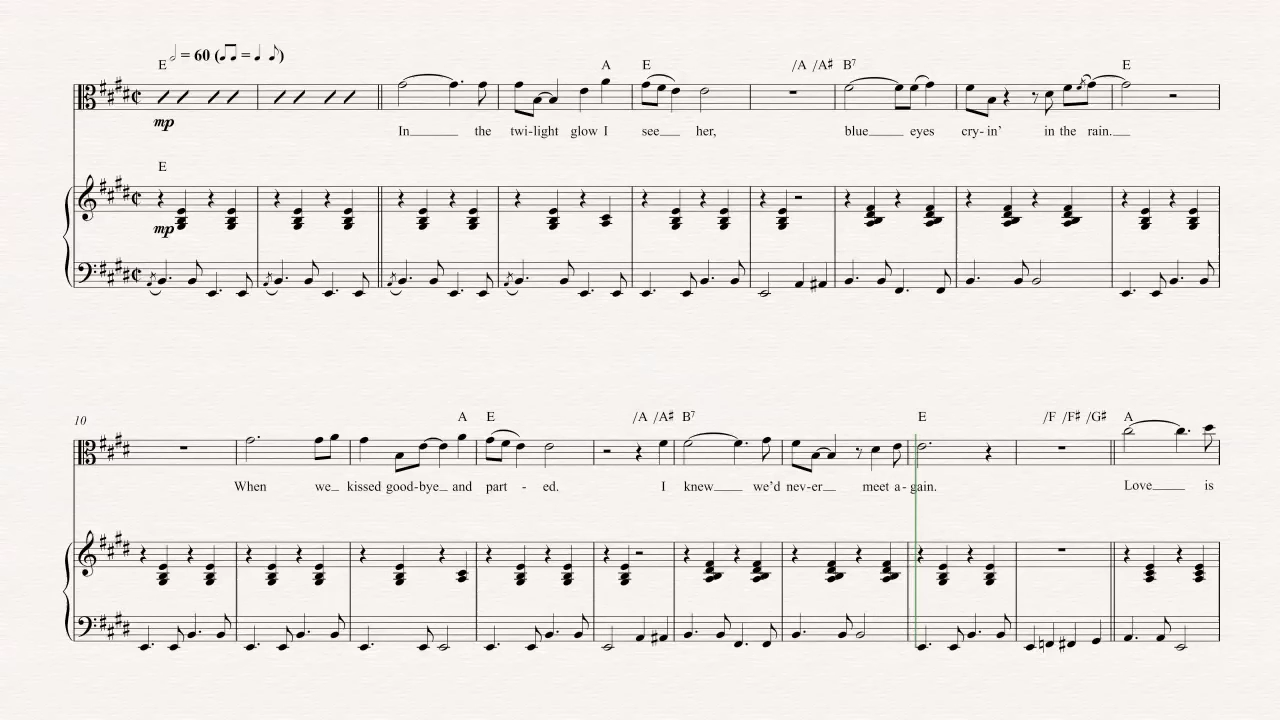 E 𝅗𝅥 = 60 (♫ = ♩ ♪)
A E /A /A♯ B7 E
mp
In the twi-light glow I see her, blue eyes cry-in' in the rain.
E
mp
10
A E /A /A♯ B7 E /F /F♯ /G♯ A
When we kissed good-bye and part - ed. I knew we'd nev-er meet a-gain. Love is